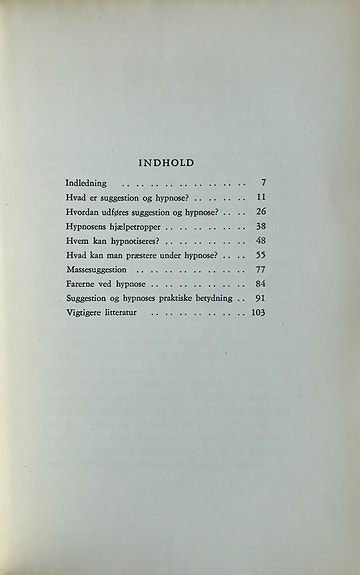 INDHOLD
Indledning .. .. .. .. .. .. .. .. .. 7
Hvad er suggestion og hypnose? .. .. .. .. 11
Hvordan udføres suggestion og hypnose? .. .. 26
Hypnosens hjælpetropper .. .. .. .. .. .. 38
Hvem kan hypnotiseres? .. .. .. .. .. .. 48
Hvad kan man præstere under hypnose? .. .. 55
Massesuggestion .. .. .. .. .. .. .. .. 77
Farerne ved hypnose .. .. .. .. .. .. .. 84
Suggestion og hypnoses praktiske betydning .. 91
Vigtigere litteratur .. .. .. .. .. .. .. 103